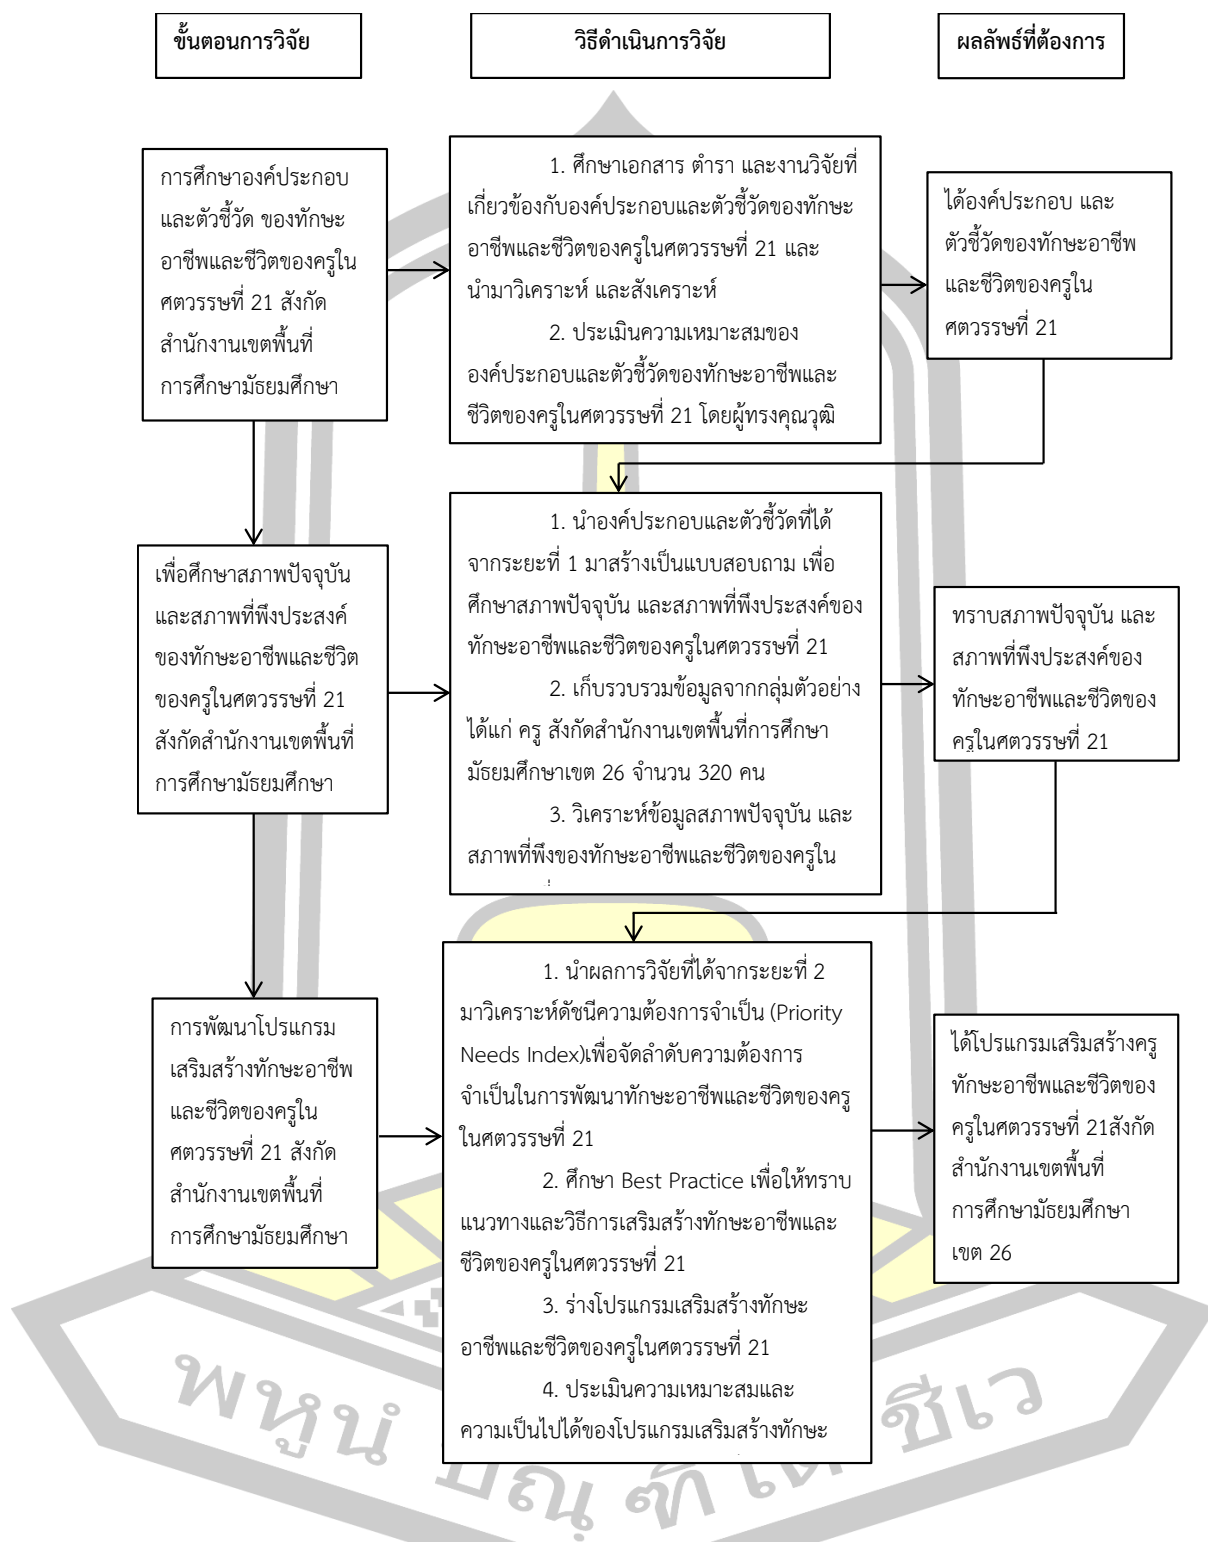 ขั้นตอนการวิจัย
วิธีดำเนินการวิจัย
ผลลัพธ์ที่ต้องการ
การศึกษาองค์ประกอบ
และตัวชี้วัด ของทักษะ
อาชีพและชีวิตของครูใน
ศตวรรษที่ 21 สังกัด
สำนักงานเขตพื้นที่
การศึกษามัธยมศึกษา
1. ศึกษาเอกสาร ตำรา และงานวิจัยที่
เกี่ยวข้องกับองค์ประกอบและตัวชี้วัดของทักษะ
อาชีพและชีวิตของครูในศตวรรษที่ 21 และ
นำมาวิเคราะห์ และสังเคราะห์
2. ประเมินความเหมาะสมของ
องค์ประกอบและตัวชี้วัดของทักษะอาชีพและ
ชีวิตของครูในศตวรรษที่ 21 โดยผู้ทรงคุณวุฒิ
ได้องค์ประกอบ และ
ตัวชี้วัดของทักษะอาชีพ
และชีวิตของครูใน
ศตวรรษที่ 21
เพื่อศึกษาสภาพปัจจุบัน
และสภาพที่พึงประสงค์
ของทักษะอาชีพและชีวิต
ของครูในศตวรรษที่ 21
สังกัดสำนักงานเขตพื้นที่
การศึกษามัธยมศึกษา
1. นำองค์ประกอบและตัวชี้วัดที่ได้
จากระยะที่ 1 มาสร้างเป็นแบบสอบถาม เพื่อ
ศึกษาสภาพปัจจุบัน และสภาพที่พึงประสงค์ของ
ทักษะอาชีพและชีวิตของครูในศตวรรษที่ 21
2. เก็บรวบรวมข้อมูลจากกลุ่มตัวอย่าง
ได้แก่ ครู สังกัดสำนักงานเขตพื้นที่การศึกษา
มัธยมศึกษาเขต 26 จำนวน 320 คน
3. วิเคราะห์ข้อมูลสภาพปัจจุบัน และ
สภาพที่พึงของทักษะอาชีพและชีวิตของครูใน
ทราบสภาพปัจจุบัน และ
สภาพที่พึงประสงค์ของ
ทักษะอาชีพและชีวิตของ
ครูในศตวรรษที่ 21
การพัฒนาโปรแกรม
เสริมสร้างทักษะอาชีพ
และชีวิตของครูใน
ศตวรรษที่ 21 สังกัด
สำนักงานเขตพื้นที่
การศึกษามัธยมศึกษา
1. นำผลการวิจัยที่ได้จากระยะที่ 2
มาวิเคราะห์ดัชนีความต้องการจำเป็น (Priority
Needs Index)เพื่อจัดลำดับความต้องการ
จำเป็นในการพัฒนาทักษะอาชีพและชีวิตของครู
ในศตวรรษที่ 21
2. ศึกษา Best Practice เพื่อให้ทราบ
แนวทางและวิธีการเสริมสร้างทักษะอาชีพและ
ชีวิตของครูในศตวรรษที่ 21
3. ร่างโปรแกรมเสริมสร้างทักษะ
อาชีพและชีวิตของครูในศตวรรษที่ 21
4. ประเมินความเหมาะสมและ
ความเป็นไปได้ของโปรแกรมเสริมสร้างทักษะ
ได้โปรแกรมเสริมสร้างครู
ทักษะอาชีพและชีวิตของ
ครูในศตวรรษที่ 21สังกัด
สำนักงานเขตพื้นที่
การศึกษามัธยมศึกษา
เขต 26
พหูนํ
ชีเว